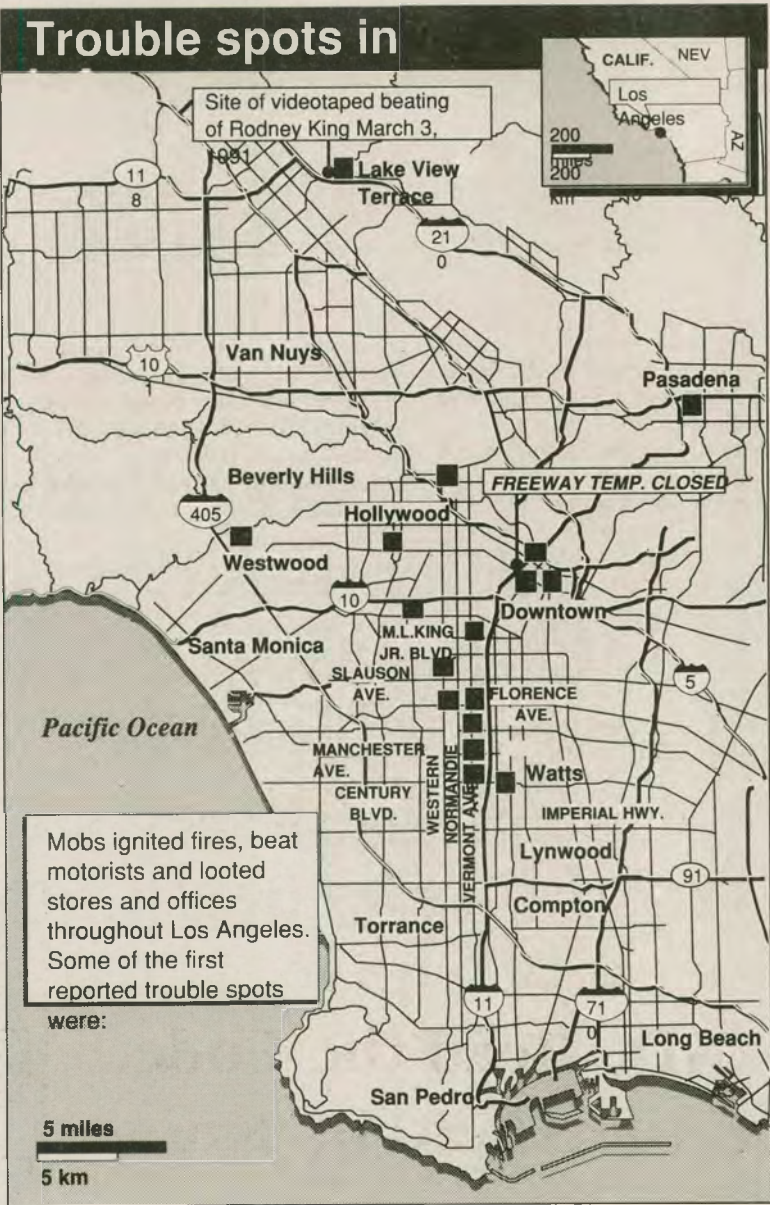 Trouble spots in
CALIF.
NEV
Los
Angeles
AZ
200
miles
200
km
Site of videotaped beating
of Rodney King March 3,
1991
Lake View
Terrace
11
8
21
0
10
1
Van Nuys
Pasadena
Beverly Hills
FREEWAY TEMP. CLOSED
405
Hollywood
Westwood
10
Downtown
M.L.KING
JR. BLVD.
Santa Monica
SLAUSON
AVE.
5
FLORENCE
AVE.
Pacific Ocean
MANCHESTER
AVE.
WESTERN
NORMANDIE
VERMONT AVE.
Watts
CENTURY
BLVD.
IMPERIAL HWY.
Mobs ignited fires, beat
motorists and looted
stores and offices
throughout Los Angeles.
Some of the first
reported trouble spots
were:
Lynwood
91
Compton
Torrance
11
71
0
Long Beach
San Pedro
5 miles
5 km